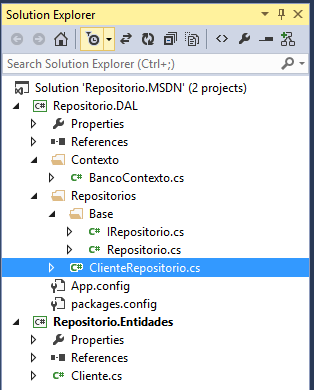 Solution Explorer
Search Solution Explorer (Ctrl+;)
Solution 'Repositorio.MSDN' (2 projects)
C# Repositorio.DAL
Properties
References
Contexto
C# BancoContexto.cs
Repositorios
Base
C# IRepositorio.cs
C# Repositorio.cs
C# ClienteRepositorio.cs
App.config
packages.config
C# Repositorio.Entidades
Properties
References
C# Cliente.cs